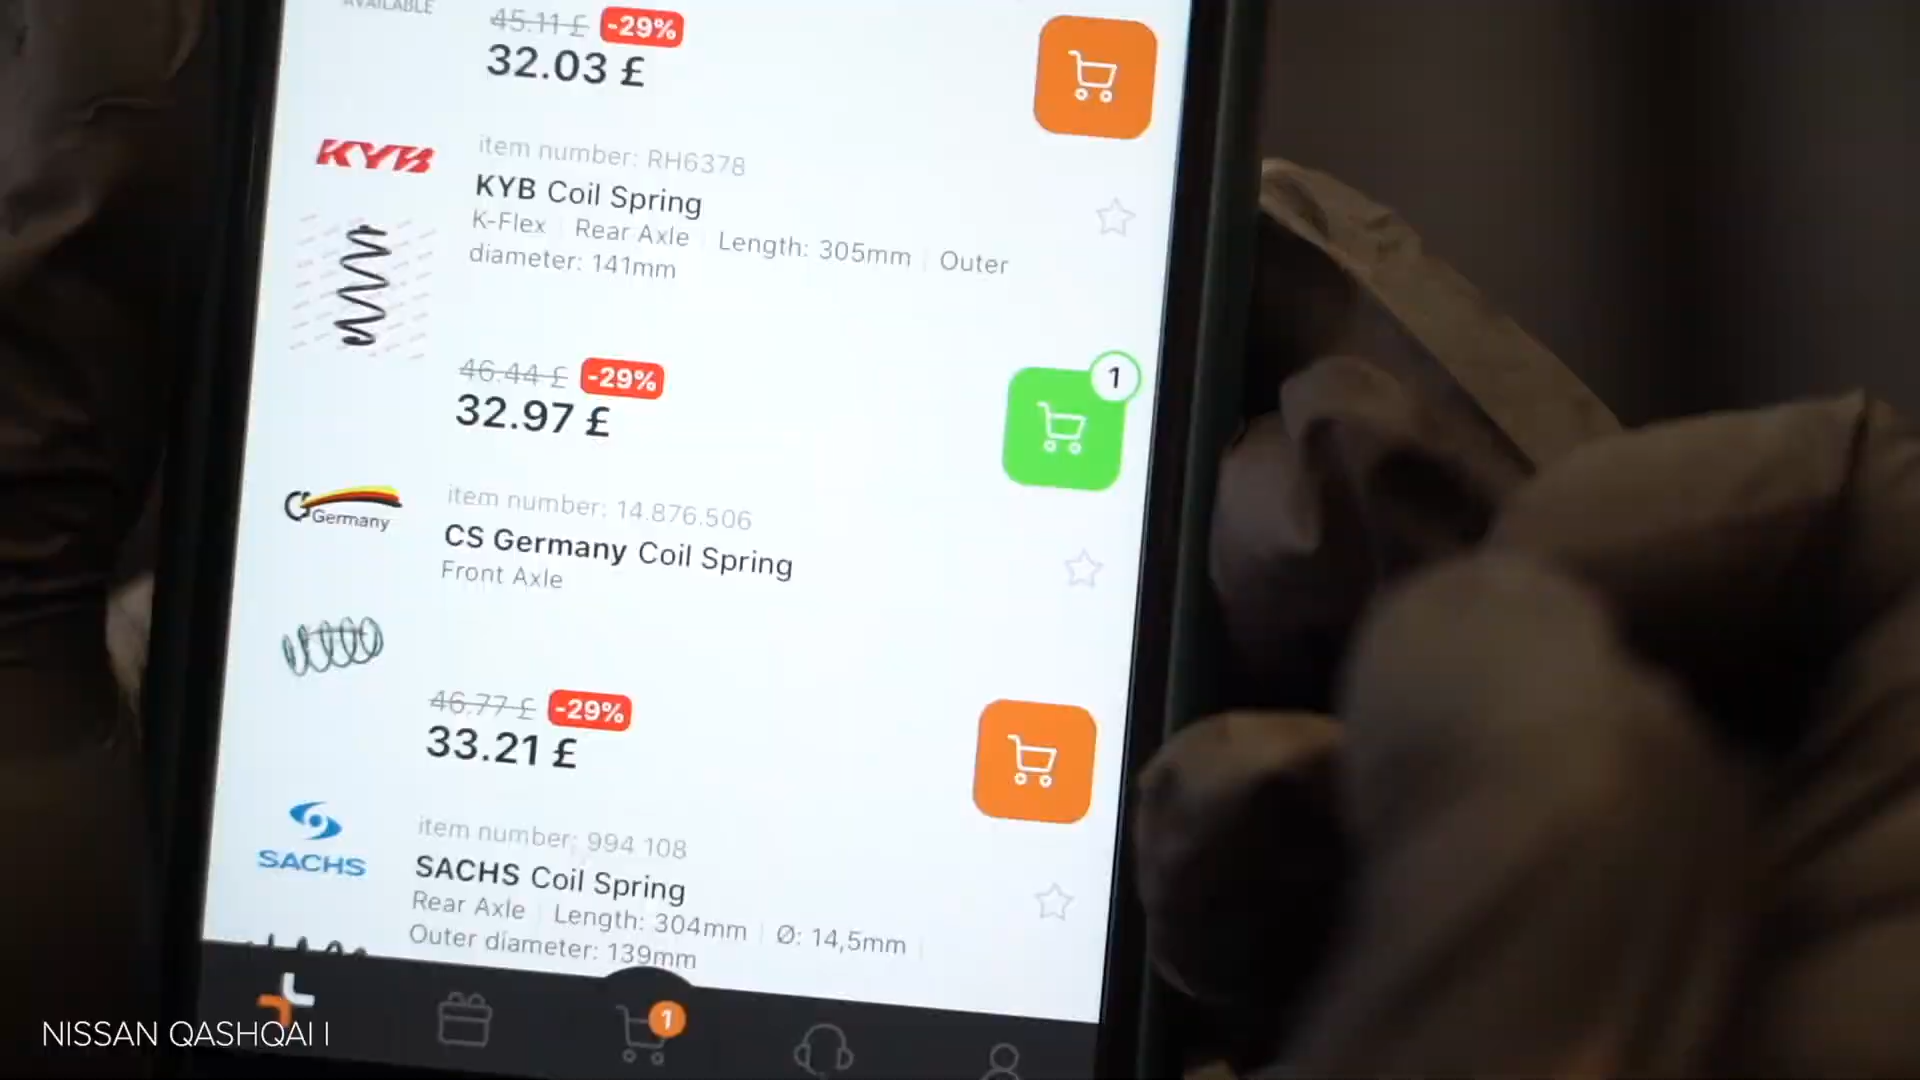 AVAILABLE
45.11 £ -29%
32.03 £
KYB
item number: RH6378
KYB Coil Spring
K-Flex Rear Axle Length: 305mm Outer
diameter: 141mm
46.44 £ -29%
32.97 £
1
CS Germany
item number: 14.876.506
CS Germany Coil Spring
Front Axle
46.77 £ -29%
33.21 £
SACHS
item number: 994 108
SACHS Coil Spring
Rear Axle Length: 304mm Ø: 14,5mm
Outer diameter: 139mm
1
NISSAN QASHQAI I